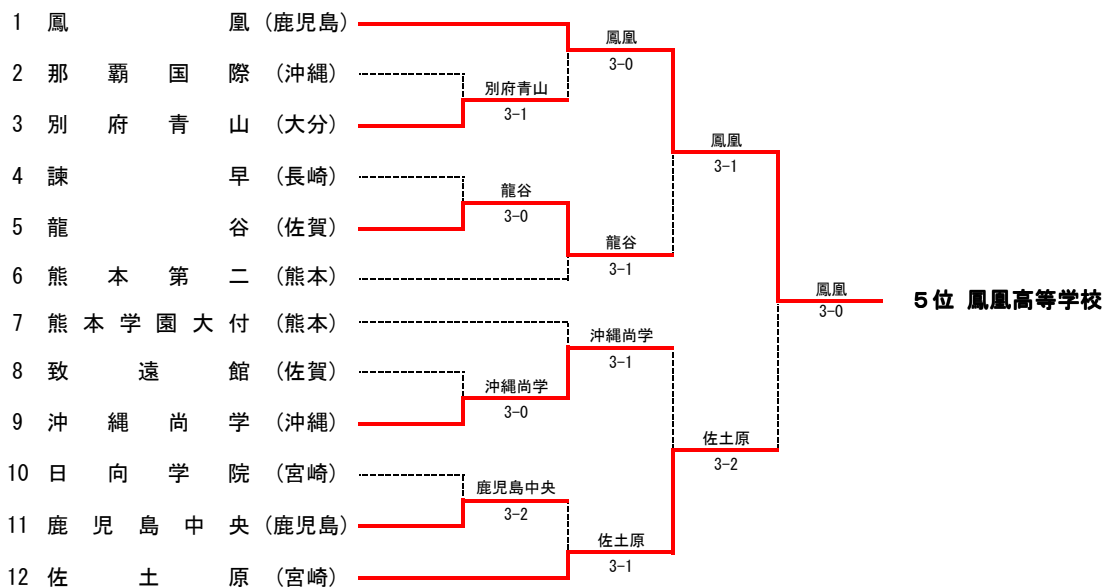 1 鳳凰 (鹿児島)
鳳凰
3-0
2 那覇国際 (沖縄)
別府青山
3-1
3 別府青山 (大分)
鳳凰
3-1
4 諫早 (長崎)
龍谷
3-0
5 龍谷 (佐賀)
龍谷
3-1
6 熊本第二 (熊本)
鳳凰
3-0
5位 鳳凰高等学校
7 熊本学園大付 (熊本)
沖縄尚学
3-1
8 致遠館 (佐賀)
沖縄尚学
3-0
9 沖縄尚学 (沖縄)
佐土原
3-2
10 日向学院 (宮崎)
鹿児島中央
3-2
11 鹿児島中央 (鹿児島)
佐土原
3-1
12 佐土原 (宮崎)